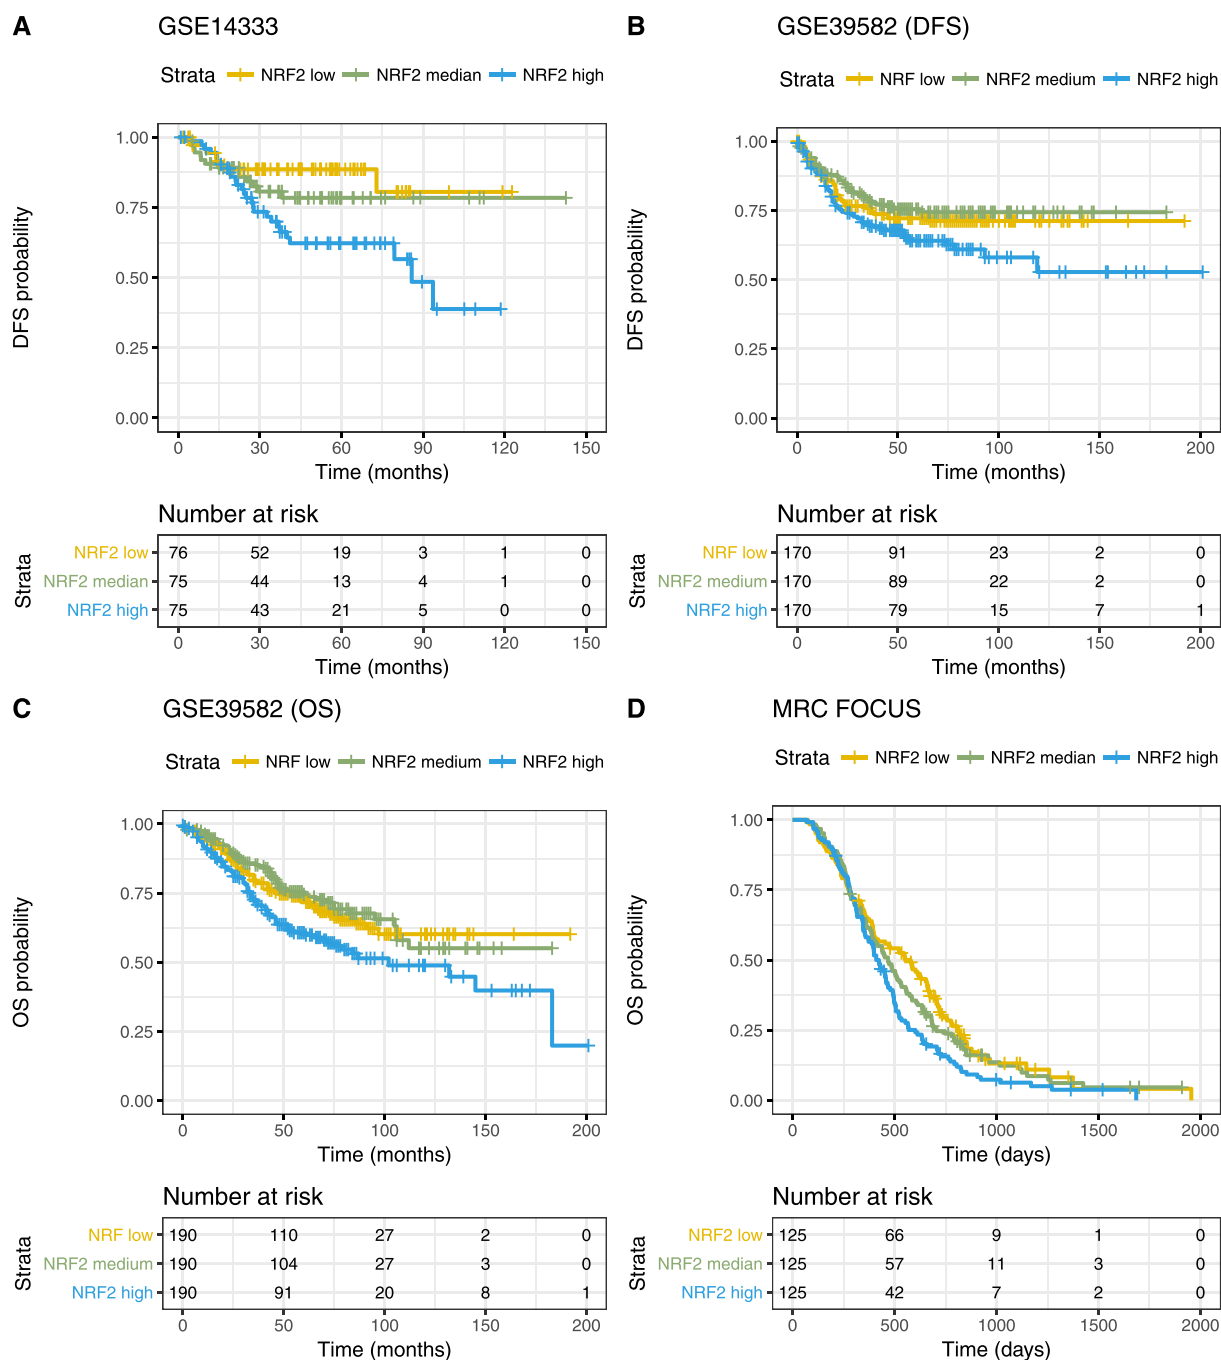 A GSE14333
Strata NRF2 low NRF2 median NRF2 high
1.00
0.75
0.50
0.25
0.00
DFS probability
0 30 60 90 120 150
Time (months)
Number at risk
Strata
NRF2 low 76 52 19 3 1 0
NRF2 median 75 44 13 4 1 0
NRF2 high 75 43 21 5 0 0
0 30 60 90 120 150
Time (months)
B GSE39582 (DFS)
Strata NRF low NRF2 medium NRF2 high
1.00
0.75
0.50
0.25
0.00
DFS probability
0 50 100 150 200
Time (months)
Number at risk
Strata
NRF low 170 91 23 2 0
NRF2 medium 170 89 22 2 0
NRF2 high 170 79 15 7 1
0 50 100 150 200
Time (months)
C GSE39582 (OS)
Strata NRF low NRF2 medium NRF2 high
1.00
0.75
0.50
0.25
0.00
OS probability
0 50 100 150 200
Time (months)
Number at risk
Strata
NRF low 190 110 27 2 0
NRF2 medium 190 104 27 3 0
NRF2 high 190 91 20 8 1
0 50 100 150 200
Time (months)
D MRC FOCUS
Strata NRF2 low NRF2 median NRF2 high
1.00
0.75
0.50
0.25
0.00
OS probability
0 500 1000 1500 2000
Time (days)
Number at risk
Strata
NRF2 low 125 66 9 1 0
NRF2 median 125 57 11 3 0
NRF2 high 125 42 7 2 0
0 500 1000 1500 2000
Time (days)